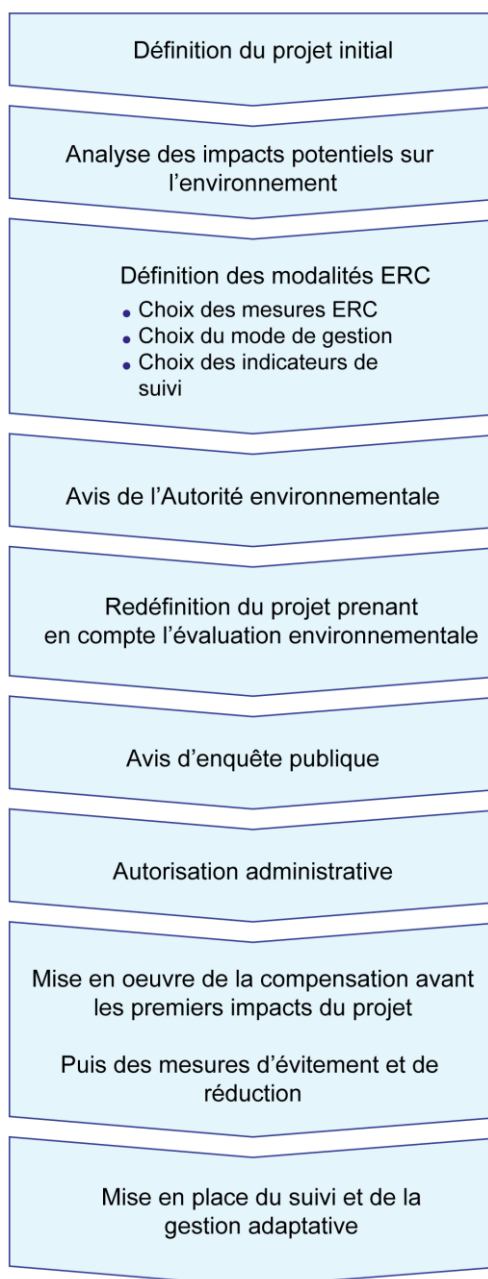 Définition du projet initial
Analyse des impacts potentiels sur
l’environnement
Définition des modalités ERC
• Choix des mesures ERC
• Choix du mode de gestion
• Choix des indicateurs de
suivi
Avis de l’Autorité environnementale
Redéfinition du projet prenant
en compte l’évaluation environnementale
Avis d’enquête publique
Autorisation administrative
Mise en oeuvre de la compensation avant
les premiers impacts du projet
Puis des mesures d’évitement et de
réduction
Mise en place du suivi et de la
gestion adaptative